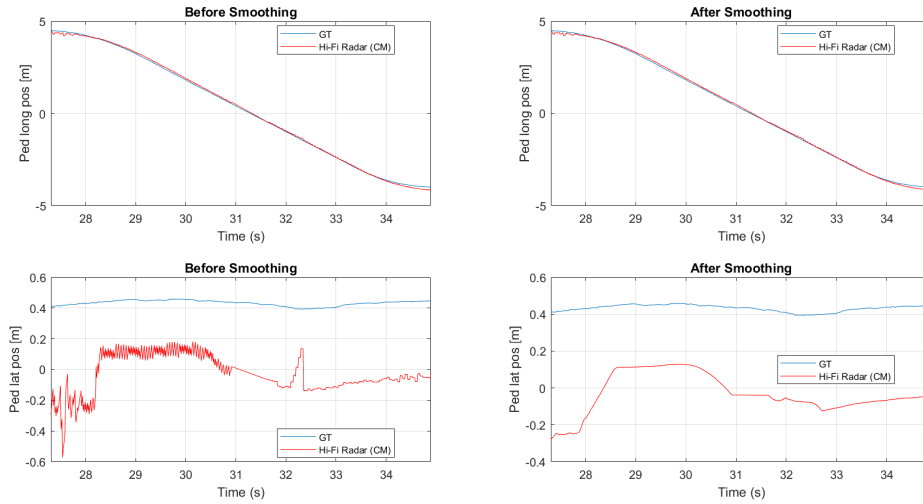 Before Smoothing
5
0
-5
Ped long pos [m]
GT
Hi-Fi Radar (CM)
28 29 30 31 32 33 34
Time (s)
After Smoothing
5
0
-5
Ped long pos [m]
GT
Hi-Fi Radar (CM)
28 29 30 31 32 33 34
Time (s)
Before Smoothing
0.6
0.4
0.2
0
-0.2
-0.4
-0.6
Ped lat pos [m]
GT
Hi-Fi Radar (CM)
28 29 30 31 32 33 34
Time (s)
After Smoothing
0.6
0.4
0.2
0
-0.2
-0.4
Ped lat pos [m]
GT
Hi-Fi Radar (CM)
28 29 30 31 32 33 34
Time (s)